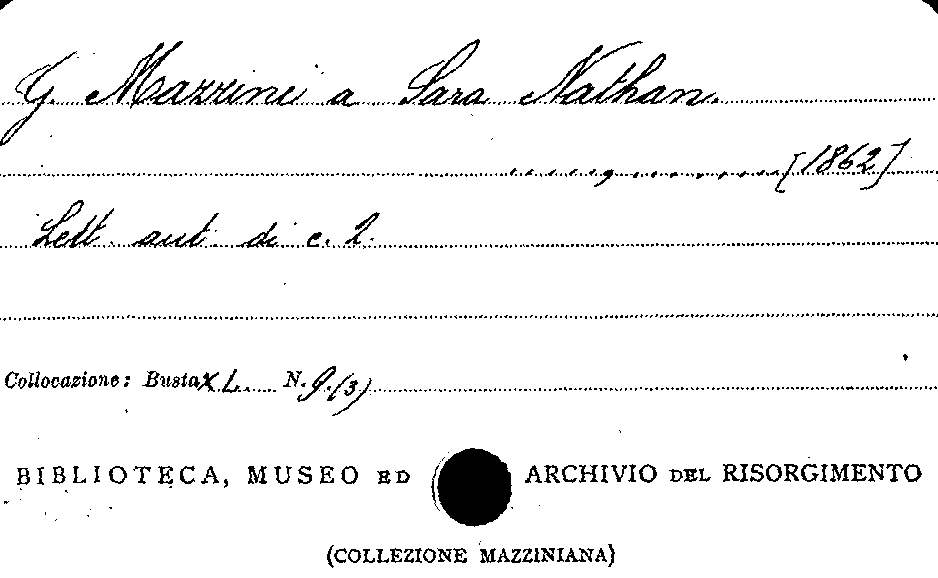 G. Mazzini a Sara Nathan.
....., ........ [1862]
Lett. aut. di c. 2.
Collocazione: Busta XL. N. 9.(3)
BIBLIOTECA, MUSEO ED ARCHIVIO DEL RISORGIMENTO
(COLLEZIONE MAZZINIANA)